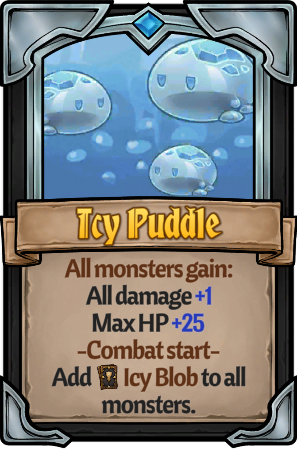 Icy Puddle
All monsters gain:
All damage +1
Max HP +25
-Combat start-
Add Icy Blob to all
monsters.